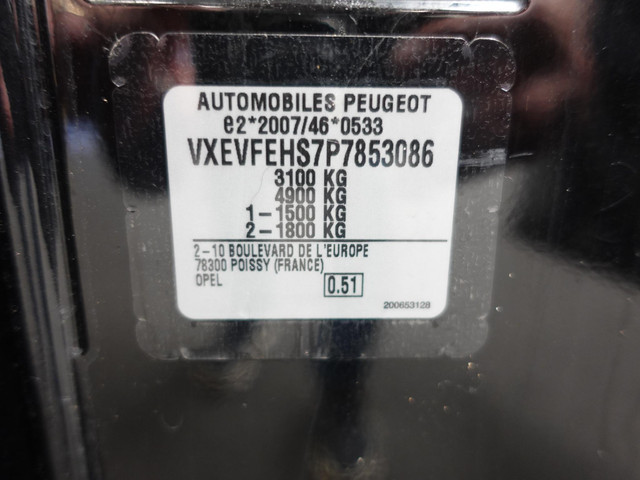 AUTOMOBILES PEUGEOT
e2*2007/46*0533
VXEVFEHS7P7853086
3100 KG
4900 KG
1-1500 KG
2-1800 KG
2-10 BOULEVARD DE L'EUROPE
78300 POISSY (FRANCE)
OPEL 0.51
200653128